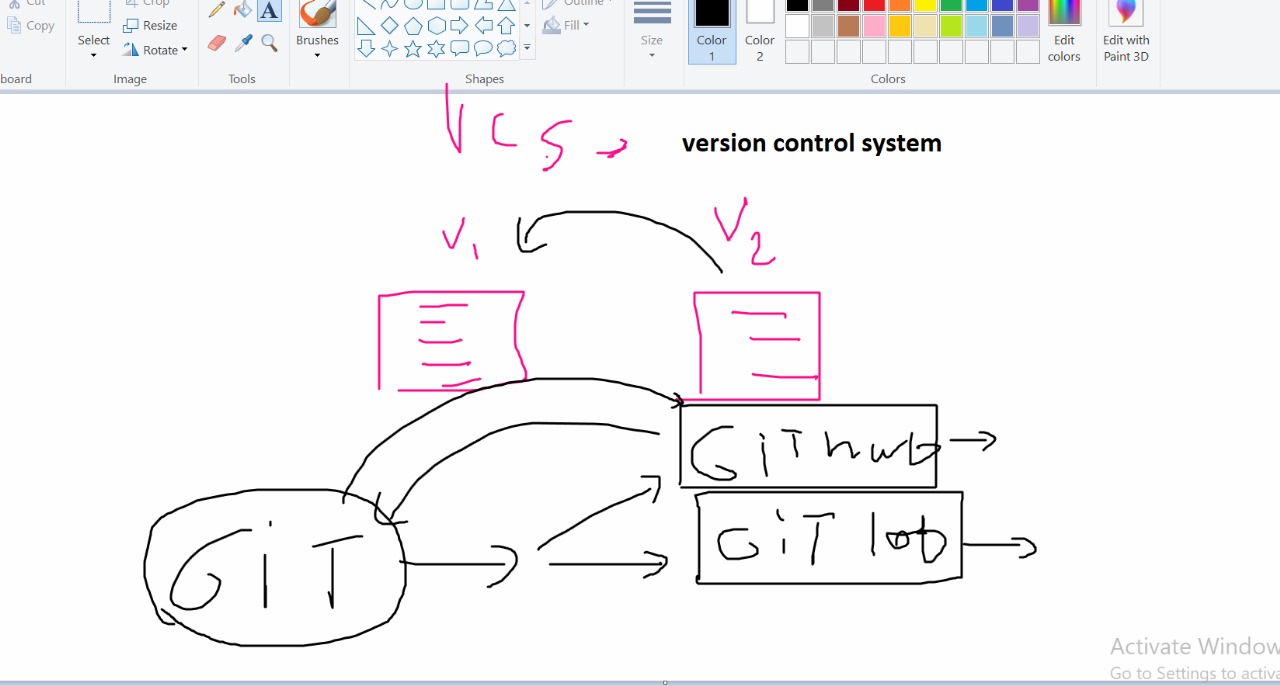 Cut
Crop
Outline
Copy
Select
Resize
Rotate
A
Brushes
Fill
Size
Color
1
Color
2
Edit
colors
Edit with
Paint 3D
board
Image
Tools
Shapes
Colors
VCS → version control system
V1
V2
GIT hub
GIT
GIT lab
Activate Window
Go to Settings to activa